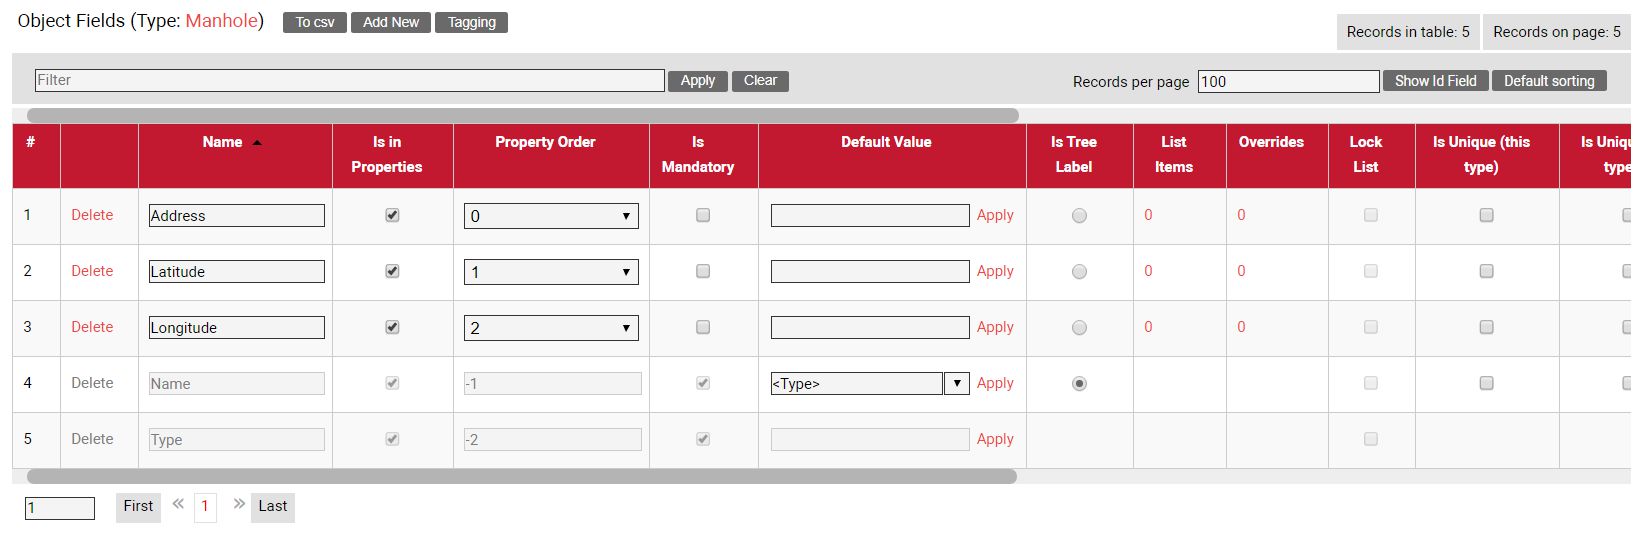 Object Fields (Type: Manhole) To csv Add New Tagging
Records in table: 5 Records on page: 5
Filter Apply Clear Records per page 100 Show Id Field Default sorting
# Name Is in Properties Property Order Is Mandatory Default Value Is Tree Label List Items Overrides Lock List Is Unique (this type) Is Uniqu type
1 Delete Address 0 Apply 0 0
2 Delete Latitude 1 Apply 0 0
3 Delete Longitude 2 Apply 0 0
4 Delete Name -1 <Type> Apply
5 Delete Type -2 Apply
1 First « 1 » Last